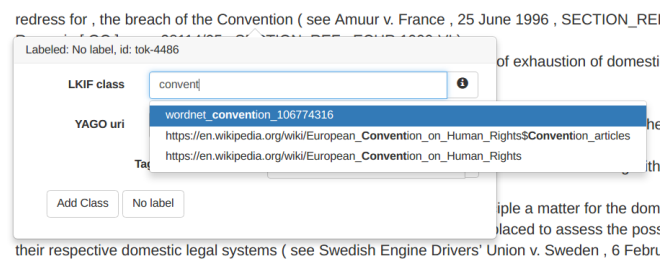 redress for , the breach of the Convention ( see Amuur v. France , 25 June 1996 , SECTION_REF
Labeled: No label, id: tok-4486
of exhaustion of domesti
LKIF class convent
wordnet_convention_106774316
YAGO uri https://en.wikipedia.org/wiki/European_Convention_on_Human_Rights$Convention_articles he
https://en.wikipedia.org/wiki/European_Convention_on_Human_Rights
Tag
Add Class No label
iple a matter for the dom
placed to assess the poss
their respective domestic legal systems ( see Swedish Engine Drivers' Union v. Sweden , 6 Febru